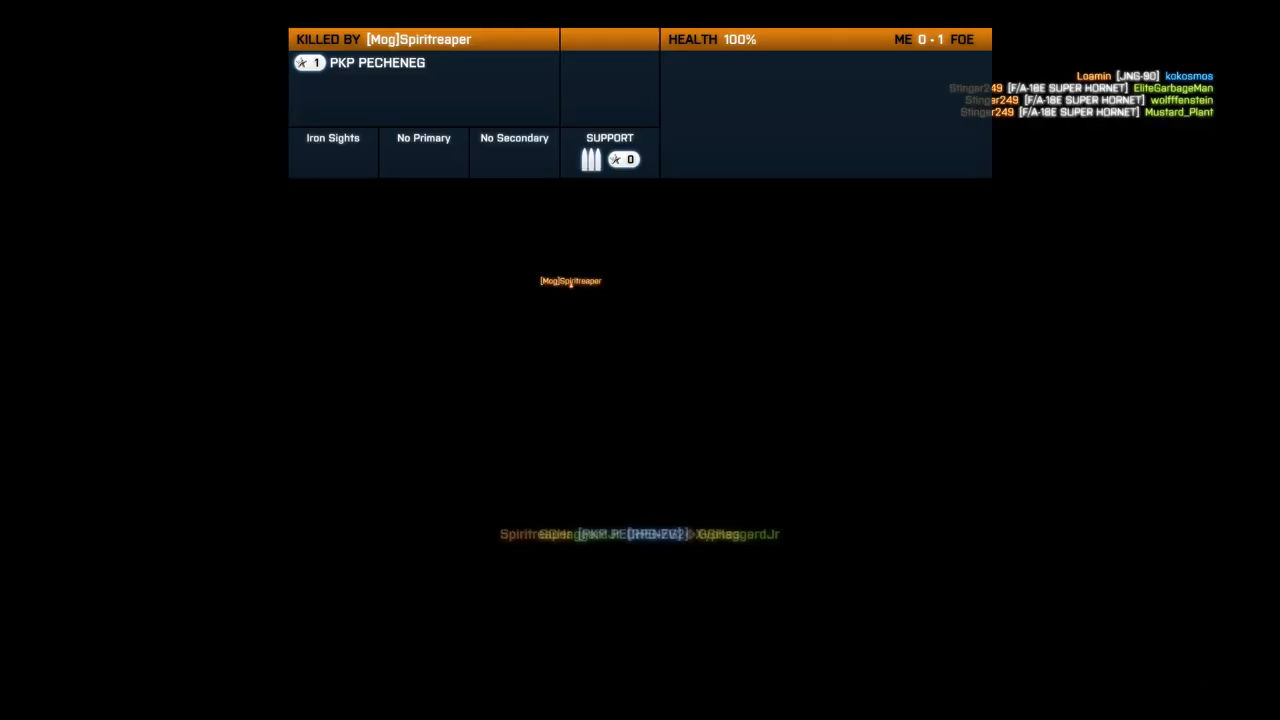 KILLED BY [Mog]Spiritreaper
HEALTH 100%
ME 0 - 1 FOE
1 PKP PECHENEG
Loamin [JNG-90] kokosmos
Stinger249 [F/A-18E SUPER HORNET] EliteGarbageMan
Stinger249 [F/A-18E SUPER HORNET] wolfffenstein
Stinger249 [F/A-18E SUPER HORNET] Mustard_Plant
Iron Sights
No Primary
No Secondary
SUPPORT
0
[Mog]Spiritreaper